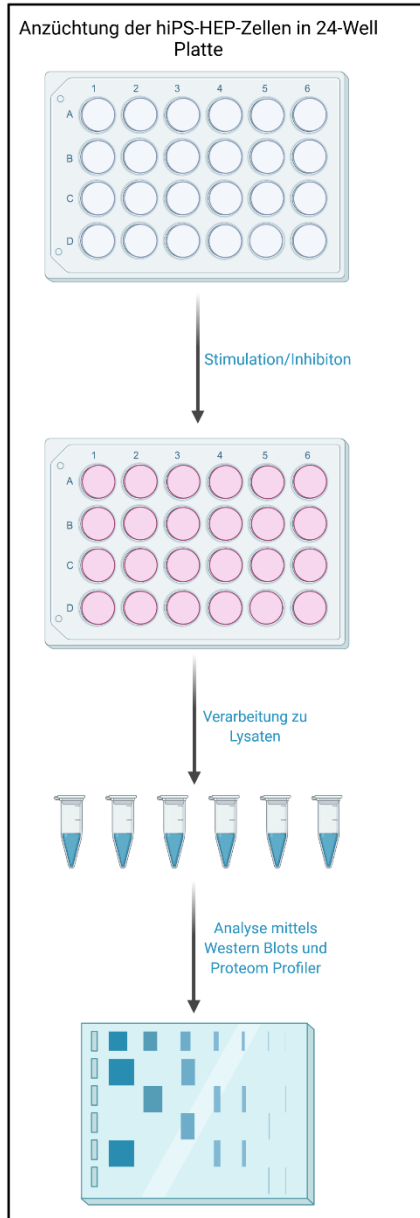 Anzüchtung der hiPS-HEP-Zellen in 24-Well
Platte
1 2 3 4 5 6
A
B
C
D
Stimulation/Inhibiton
1 2 3 4 5 6
A
B
C
D
Verarbeitung zu
Lysaten
Analyse mittels
Western Blots und
Proteom Profiler